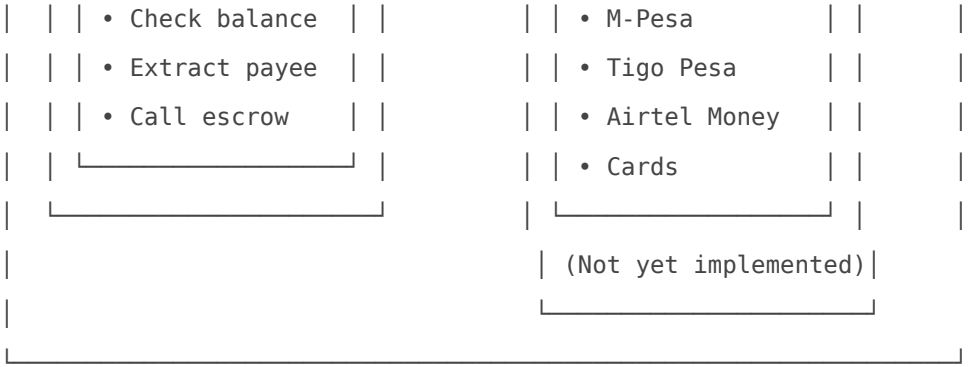 • Check balance • M-Pesa
• Extract payee • Tigo Pesa
• Call escrow • Airtel Money
• Cards
(Not yet implemented)